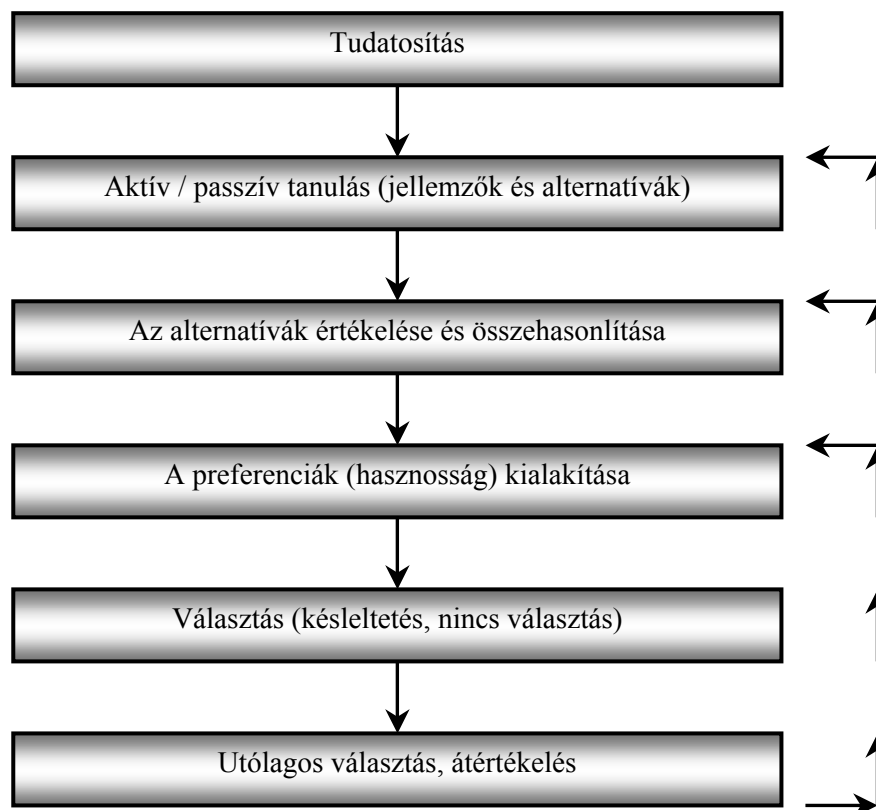 Tudatosítás
Aktív / passzív tanulás (jellemzők és alternatívák)
Az alternatívák értékelése és összehasonlítása
A preferenciák (hasznosság) kialakítása
Választás (késleltetés, nincs választás)
Utólagos választás, átértékelés